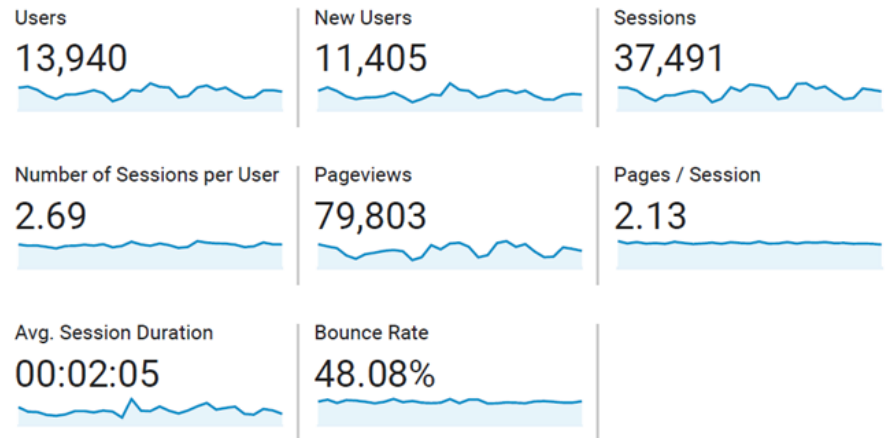 Users
13,940
New Users
11,405
Sessions
37,491
Number of Sessions per User
2.69
Pageviews
79,803
Pages / Session
2.13
Avg. Session Duration
00:02:05
Bounce Rate
48.08%